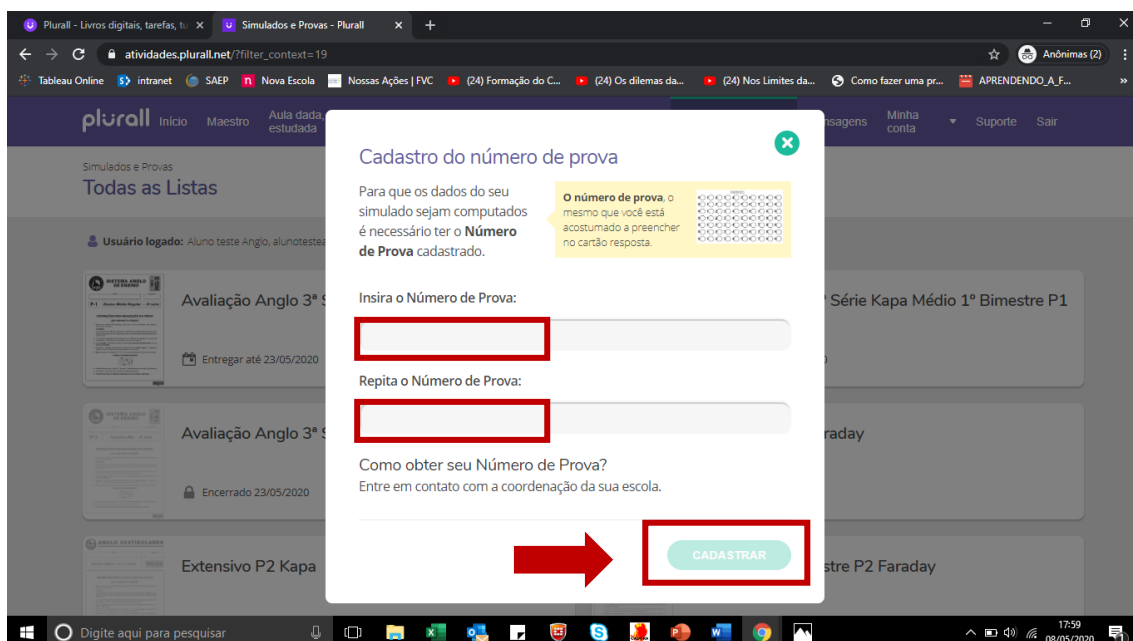 Plurall - Livros digitais, tarefas, tu
Simulados e Provas - Plurall
atividades.plurall.net/?filter_context=19
Anônimas (2)
Tableau Online
intranet
SAEP
Nova Escola
Nossas Ações | FVC
(24) Formação do C...
(24) Os dilemas da...
(24) Nos Limites da...
Como fazer uma pr...
APRENDENDO_A_F...
plurall
Início
Maestro
Aula dada,
estudada
nsagens
Minha
conta
Suporte
Sair
Simulados e Provas
Todas as Listas
Usuário logado: Aluno teste Anglo, alunotestea
Cadastro do número de prova
Para que os dados do seu
simulado sejam computados
é necessário ter o Número
de Prova cadastrado.
O número de prova, o
mesmo que você está
acostumado a preencher
no cartão resposta.
Insira o Número de Prova:
Repita o Número de Prova:
Como obter seu Número de Prova?
Entre em contato com a coordenação da sua escola.
CADASTRAR
SISTEMA ANGLO
DE ENSINO
Avaliação Anglo 3ª S
Entregar até 23/05/2020
Série Kapa Médio 1º Bimestre P1
Avaliação Anglo 3ª S
Encerrado 23/05/2020
raday
ANGLO VESTIBULARES
Extensivo P2 Kapa
stre P2 Faraday
Digite aqui para pesquisar
17:59
08/05/2020